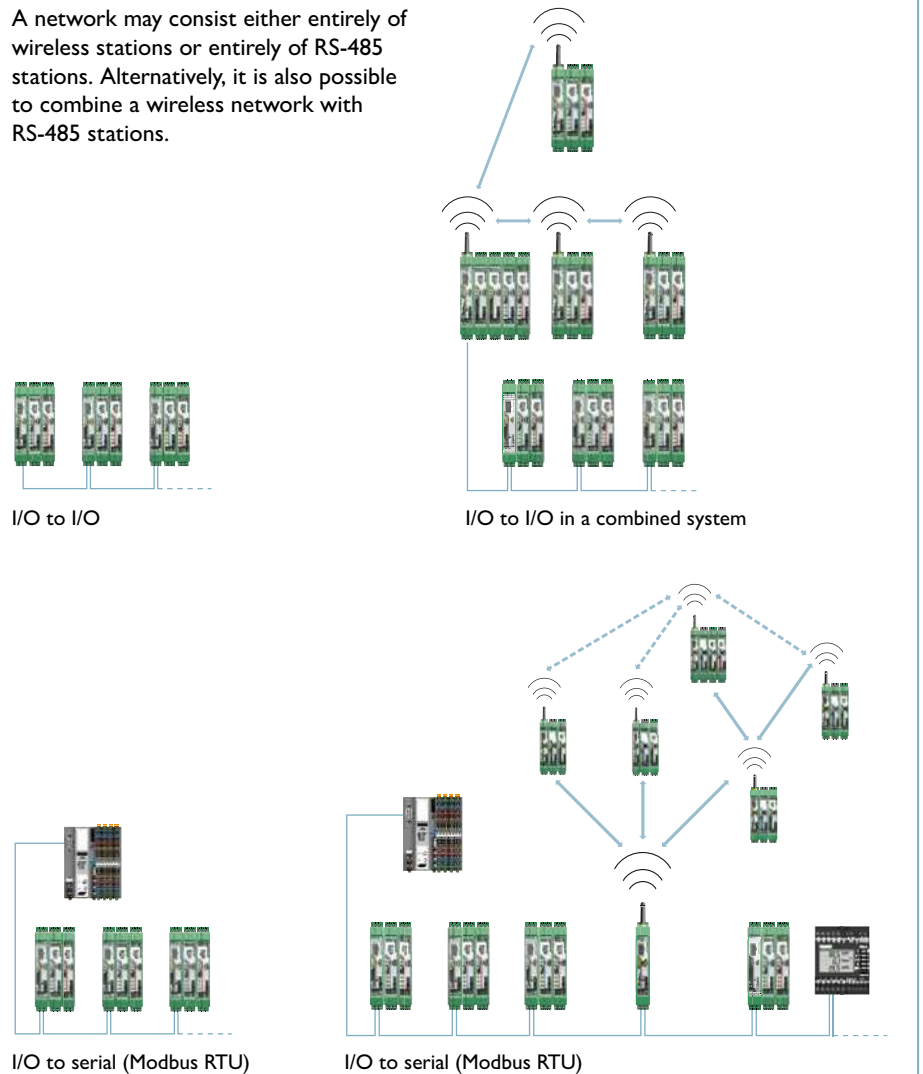 A network may consist either entirely of
wireless stations or entirely of RS-485
stations. Alternatively, it is also possible
to combine a wireless network with
RS-485 stations.
I/O to I/O
I/O to I/O in a combined system
I/O to serial (Modbus RTU)
I/O to serial (Modbus RTU)